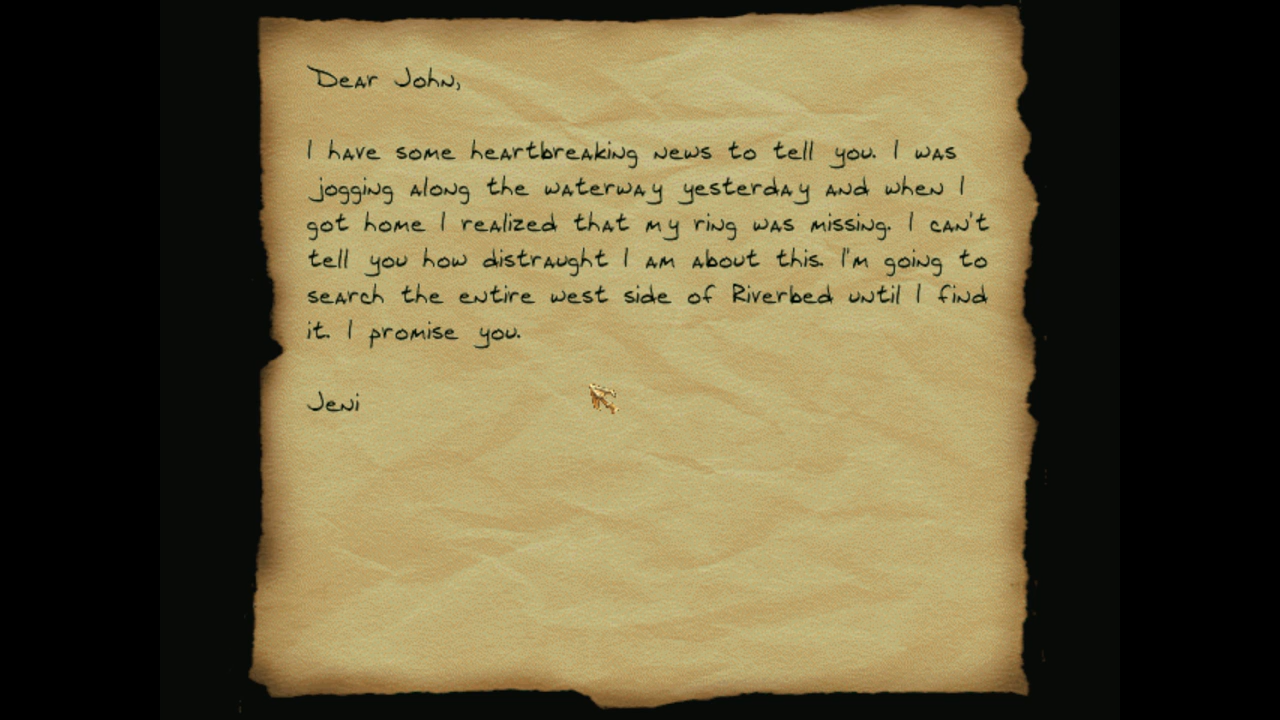 Dear John,
I have some heartbreaking news to tell you. I was
jogging along the waterway yesterday and when I
got home I realized that my ring was missing. I can't
tell you how distraught I am about this. I'm going to
search the entire west side of Riverbed until I find
it. I promise you.
Jeni